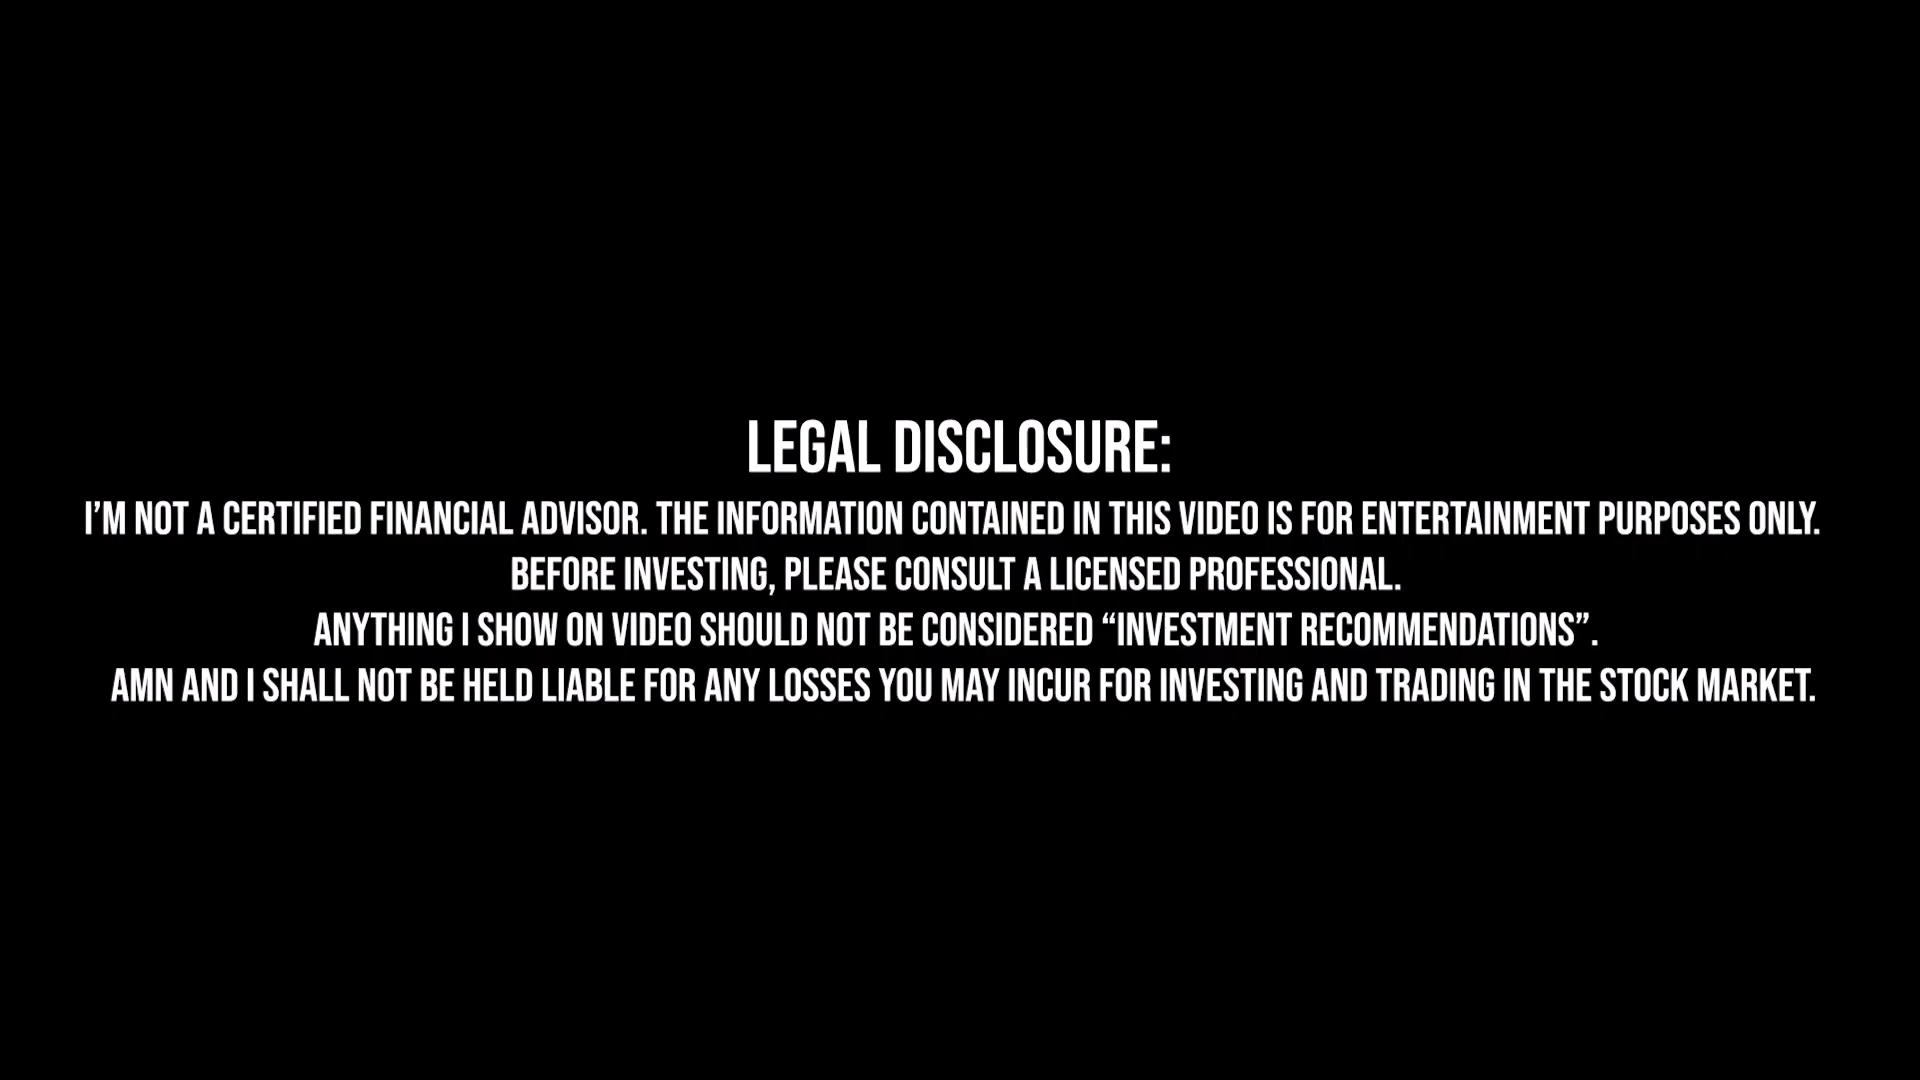 LEGAL DISCLOSURE:
I’M NOT A CERTIFIED FINANCIAL ADVISOR. THE INFORMATION CONTAINED IN THIS VIDEO IS FOR ENTERTAINMENT PURPOSES ONLY.
BEFORE INVESTING, PLEASE CONSULT A LICENSED PROFESSIONAL.
ANYTHING I SHOW ON VIDEO SHOULD NOT BE CONSIDERED “INVESTMENT RECOMMENDATIONS”.
AMN AND I SHALL NOT BE HELD LIABLE FOR ANY LOSSES YOU MAY INCUR FOR INVESTING AND TRADING IN THE STOCK MARKET.